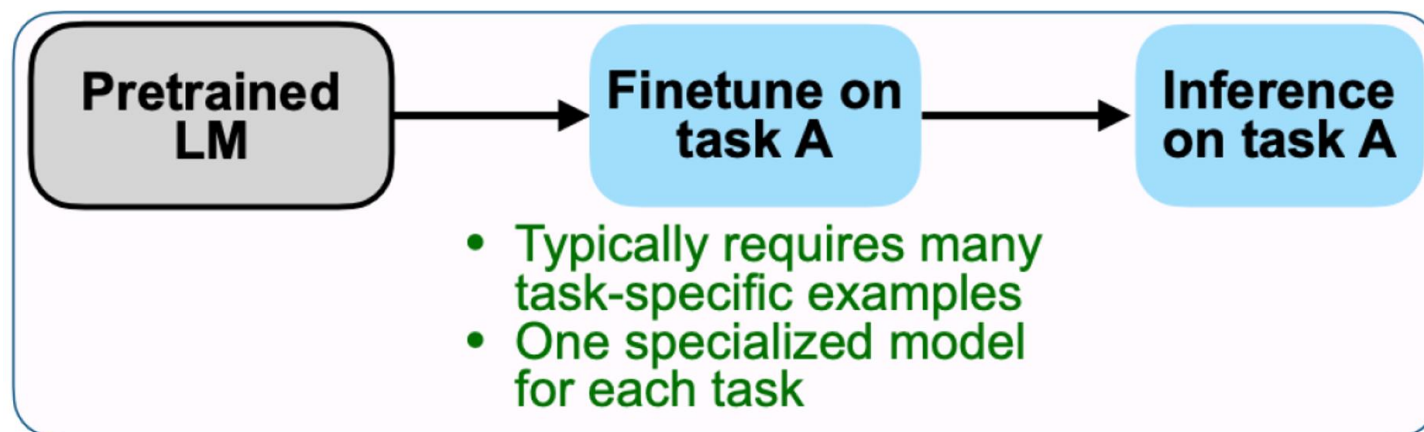 Pretrained
LM
Finetune on
task A
Inference
on task A
• Typically requires many
task-specific examples
• One specialized model
for each task